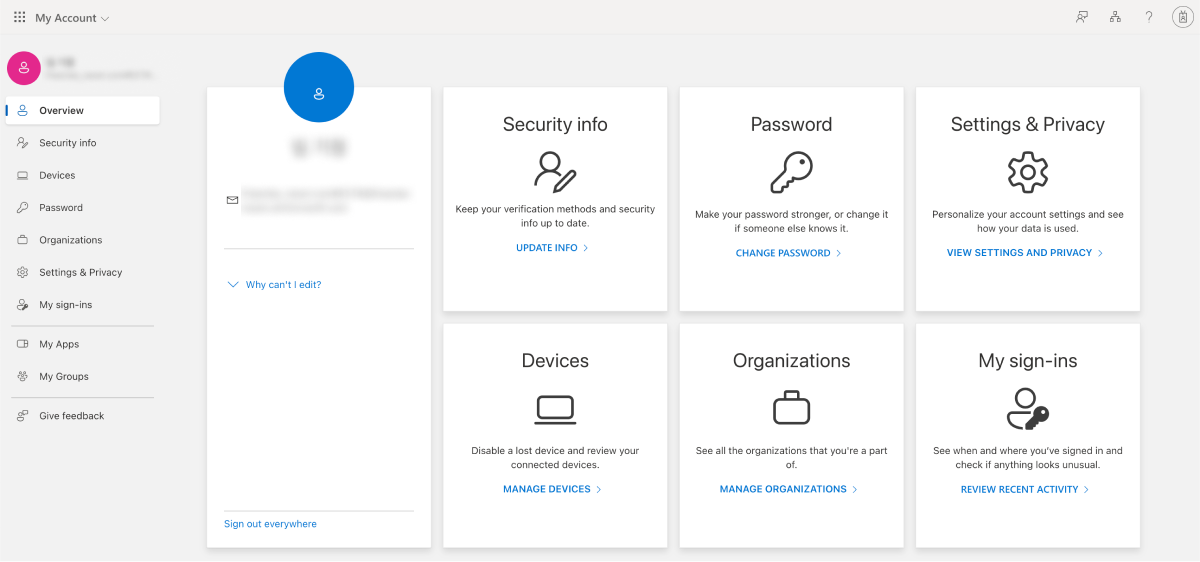 My Account
Overview
Security info
Devices
Password
Organizations
Settings & Privacy
My sign-ins
My Apps
My Groups
Give feedback
Why can't I edit?
Sign out everywhere
Security info
Keep your verification methods and security
info up to date.
UPDATE INFO
Password
Make your password stronger, or change it
if someone else knows it.
CHANGE PASSWORD
Settings & Privacy
Personalize your account settings and see
how your data is used.
VIEW SETTINGS AND PRIVACY
Devices
Disable a lost device and review your
connected devices.
MANAGE DEVICES
Organizations
See all the organizations that you're a part
of.
MANAGE ORGANIZATIONS
My sign-ins
See when and where you've signed in and
check if anything looks unusual.
REVIEW RECENT ACTIVITY